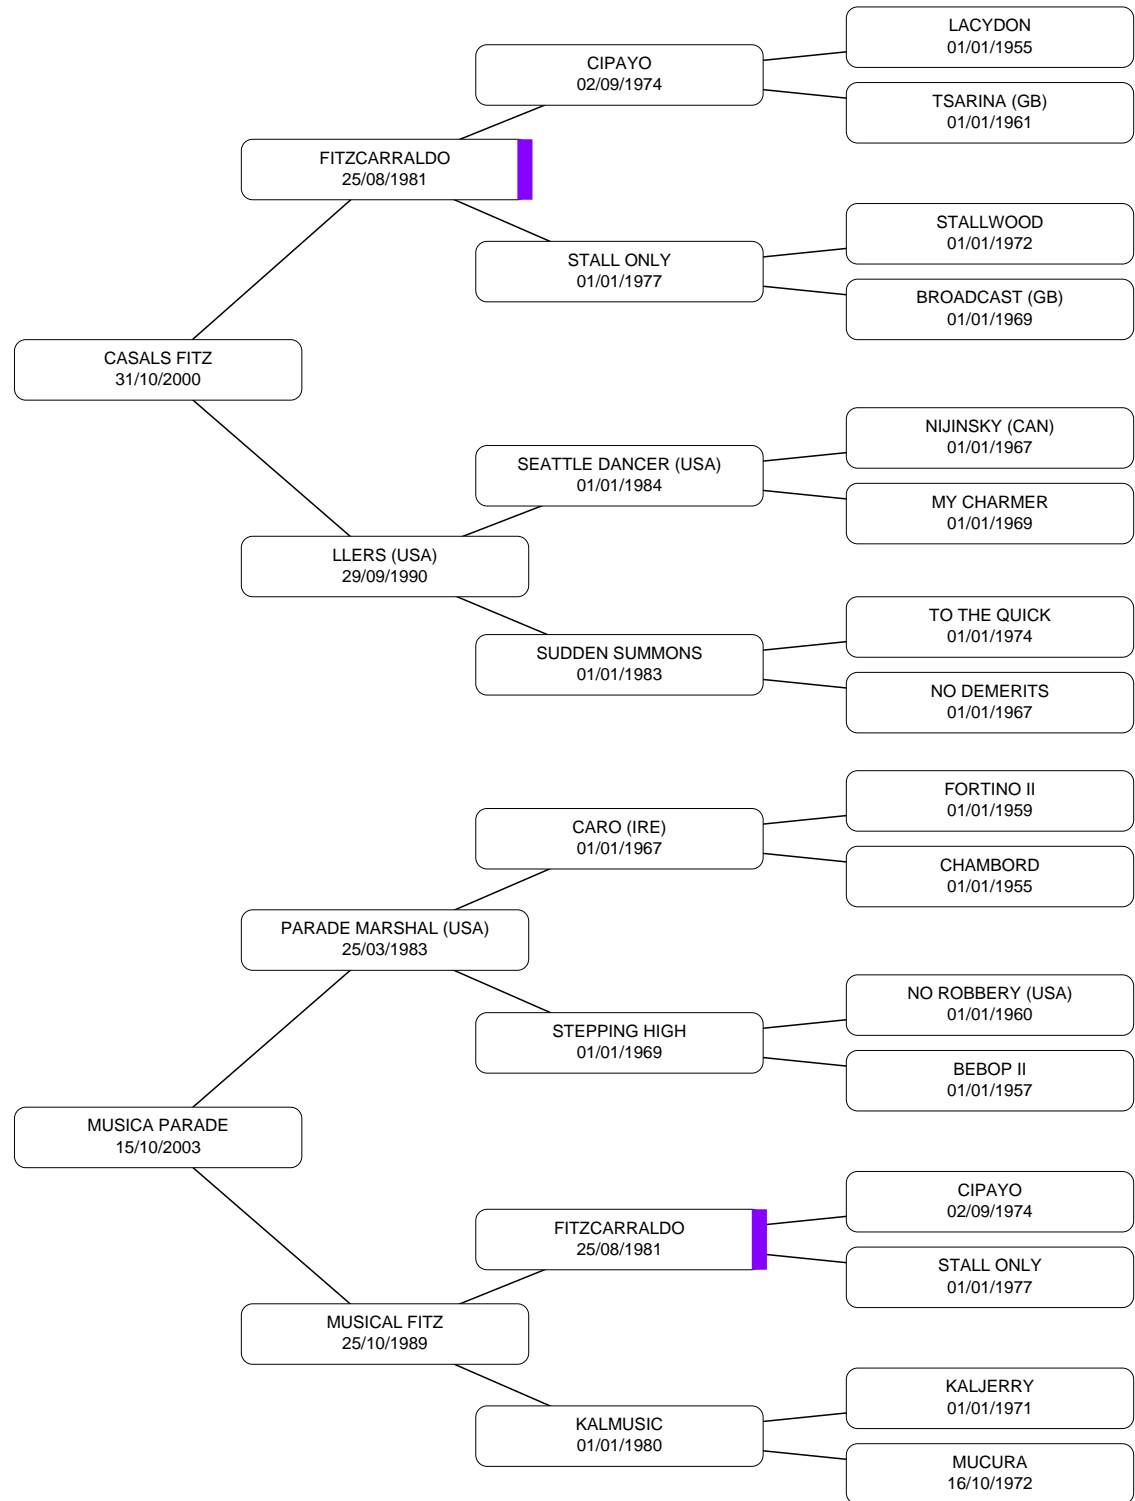 LACYDON
01/01/1955
CIPAYO
02/09/1974
TSARINA (GB)
01/01/1961
FITZCARRALDO
25/08/1981
STALLWOOD
01/01/1972
STALL ONLY
01/01/1977
BROADCAST (GB)
01/01/1969
CASALS FITZ
31/10/2000
NIJINSKY (CAN)
01/01/1967
SEATTLE DANCER (USA)
01/01/1984
MY CHARMER
01/01/1969
LLERS (USA)
29/09/1990
TO THE QUICK
01/01/1974
SUDDEN SUMMONS
01/01/1983
NO DEMERITS
01/01/1967
FORTINO II
01/01/1959
CARO (IRE)
01/01/1967
CHAMBORD
01/01/1955
PARADE MARSHAL (USA)
25/03/1983
NO ROBBERY (USA)
01/01/1960
STEPPING HIGH
01/01/1969
BEBOP II
01/01/1957
MUSICA PARADE
15/10/2003
CIPAYO
02/09/1974
FITZCARRALDO
25/08/1981
STALL ONLY
01/01/1977
MUSICAL FITZ
25/10/1989
KALJERRY
01/01/1971
KALMUSIC
01/01/1980
MUCURA
16/10/1972